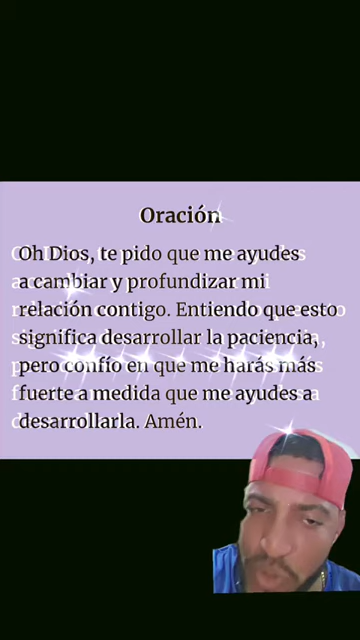 Oración
Oh Dios, te pido que me ayudes
a cambiar y profundizar mi
relación contigo. Entiendo que esto
significa desarrollar la paciencia,
pero confío en que me harás más
fuerte a medida que me ayudes a
desarrollarla. Amén.